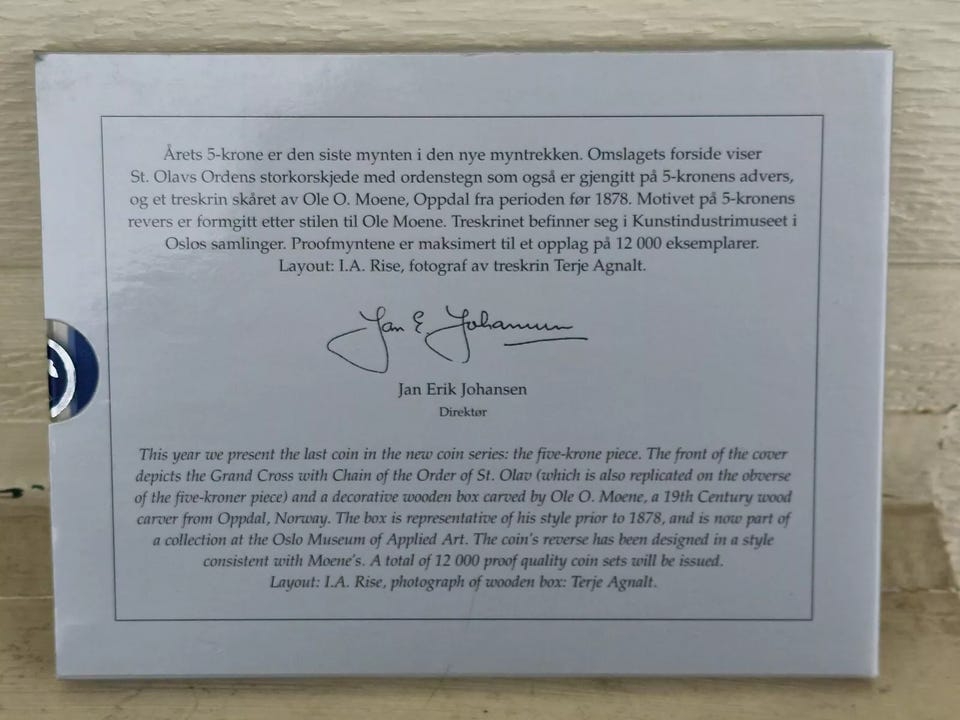 Årets 5-krone er den siste mynten i den nye myntrekken. Omslagets forside viser
St. Olavs Ordens storkorskjede med ordenstegn som også er gjengitt på 5-kronens advers,
og et treskrin skåret av Ole O. Moene, Oppdal fra perioden før 1878. Motivet på 5-kronens
revers er formgitt etter stilen til Ole Moene. Treskrinet befinner seg i Kunstindustrimuseet i
Oslos samlinger. Proofmyntene er maksimert til et opplag på 12 000 eksemplarer.
Layout: I.A. Rise, fotograf av treskrin Terje Agnalt.
Jan E. Johansen
Jan Erik Johansen
Direktør
This year we present the last coin in the new coin series: the five-krone piece. The front of the cover
depicts the Grand Cross with Chain of the Order of St. Olav (which is also replicated on the obverse
of the five-kroner piece) and a decorative wooden box carved by Ole O. Moene, a 19th Century wood
carver from Oppdal, Norway. The box is representative of his style prior to 1878, and is now part of
a collection at the Oslo Museum of Applied Art. The coin's reverse has been designed in a style
consistent with Moene's. A total of 12 000 proof quality coin sets will be issued.
Layout: I.A. Rise, photograph of wooden box: Terje Agnalt.